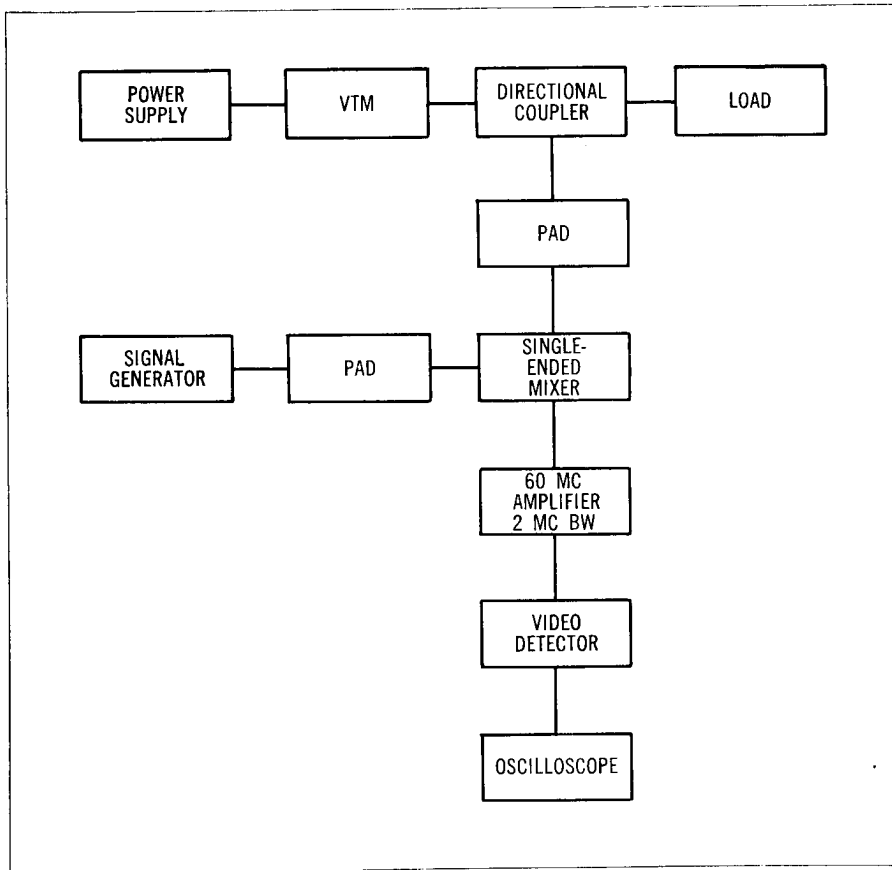 POWER
SUPPLY
VTM
DIRECTIONAL
COUPLER
LOAD
PAD
SIGNAL
GENERATOR
PAD
SINGLE-
ENDED
MIXER
60 MC
AMPLIFIER
2 MC BW
VIDEO
DETECTOR
OSCILLOSCOPE